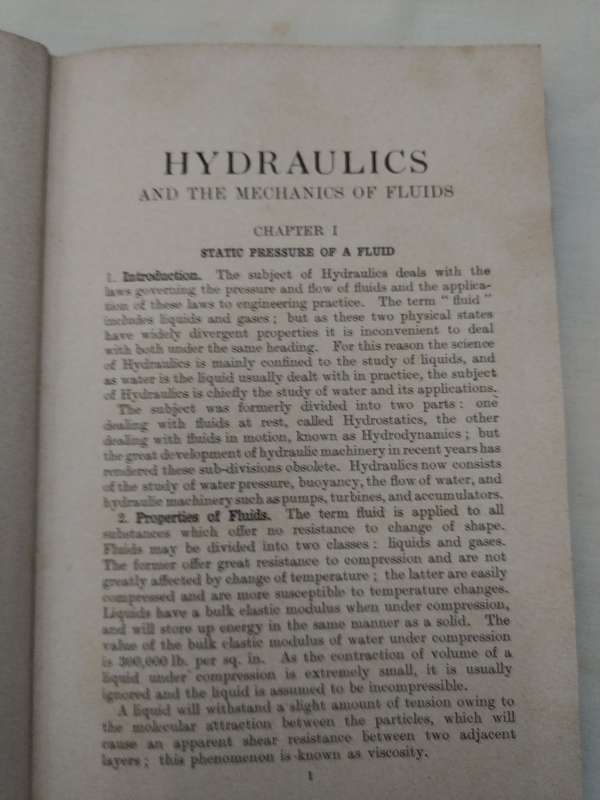 HYDRAULICS
AND THE MECHANICS OF FLUIDS
CHAPTER I
STATIC PRESSURE OF A FLUID
1. Introduction. The subject of Hydraulics deals with the
laws governing the pressure and flow of fluids and the applica-
tion of these laws to engineering practice. The term "fluid"
includes liquids and gases; but as these two physical states
have widely divergent properties it is inconvenient to deal
with both under the same heading. For this reason the science
of Hydraulics is mainly confined to the study of liquids, and
as water is the liquid usually dealt with in practice, the subject
of Hydraulics is chiefly the study of water and its applications.
The subject was formerly divided into two parts: one
dealing with fluids at rest, called Hydrostatics, the other
dealing with fluids in motion, known as Hydrodynamics; but
the great development of hydraulic machinery in recent years has
rendered these sub-divisions obsolete. Hydraulics now consists
of the study of water pressure, buoyancy, the flow of water, and
hydraulic machinery such as pumps, turbines, and accumulators.
2. Properties of Fluids. The term fluid is applied to all
substances which offer no resistance to change of shape.
Fluids may be divided into two classes: liquids and gases.
The former offer great resistance to compression and are not
greatly affected by change of temperature; the latter are easily
compressed and are more susceptible to temperature changes.
Liquids have a bulk elastic modulus when under compression,
and will store up energy in the same manner as a solid. The
value of the bulk elastic modulus of water under compression
is 300,000 lb. per sq. in. As the contraction of volume of a
liquid under compression is extremely small, it is usually
ignored and the liquid is assumed to be incompressible.
A liquid will withstand a slight amount of tension owing to
the molecular attraction between the particles, which will
cause an apparent shear resistance between two adjacent
layers; this phenomenon is known as viscosity.
1